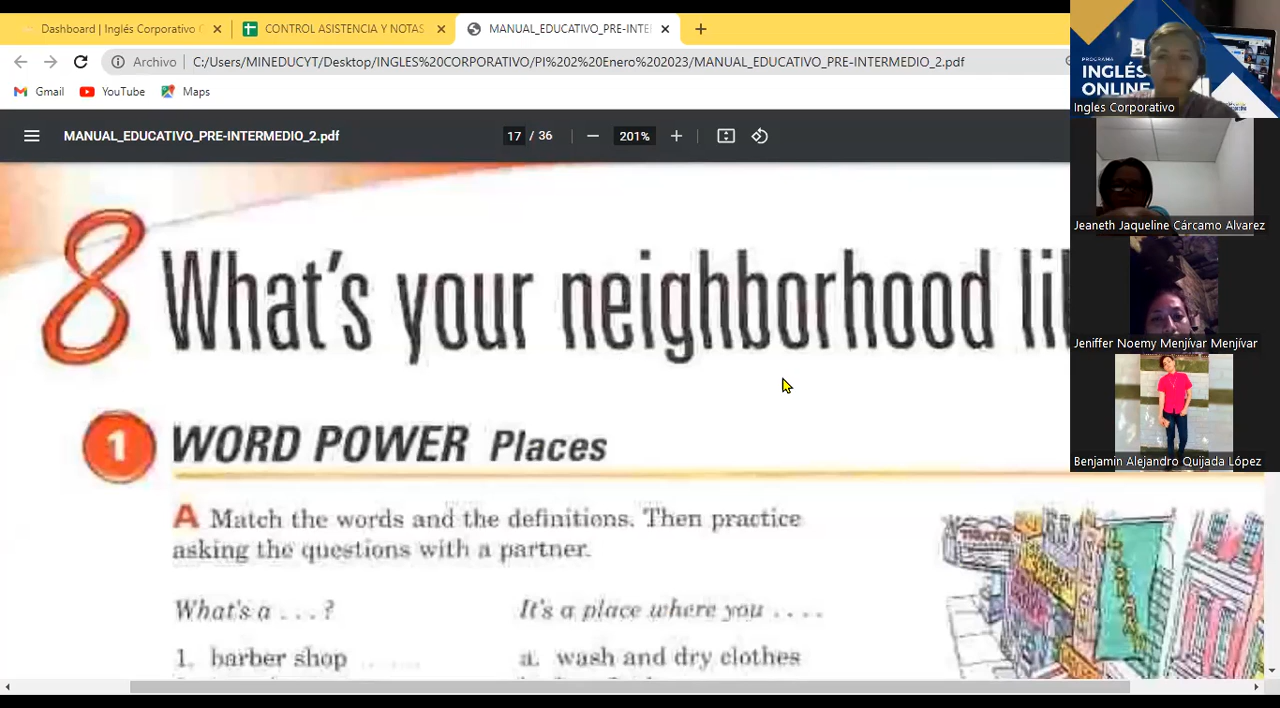 Dashboard | Inglés Corporativo
CONTROL ASISTENCIA Y NOTAS
MANUAL_EDUCATIVO_PRE-INTE
Archivo
C:/Users/MINEDUCYT/Desktop/INGLES%20CORPORATIVO/PI%202%20Enero%202023/MANUAL_EDUCATIVO_PRE-INTERMEDIO_2.pdf
Gmail
YouTube
Maps
MANUAL_EDUCATIVO_PRE-INTERMEDIO_2.pdf
17 / 36
201%
8 What's your neighborhood li
1 WORD POWER Places
A Match the words and the definitions. Then practice
asking the questions with a partner.
What's a . . . ?
It's a place where you . . . .
1. barber shop
a. wash and dry clothes
PROGRAMA
INGLÉS
ONLINE
Ingles Corporativo
Jeaneth Jaqueline Cárcamo Alvarez
Jeniffer Noemy Menjívar Menjívar
Benjamin Alejandro Quijada López